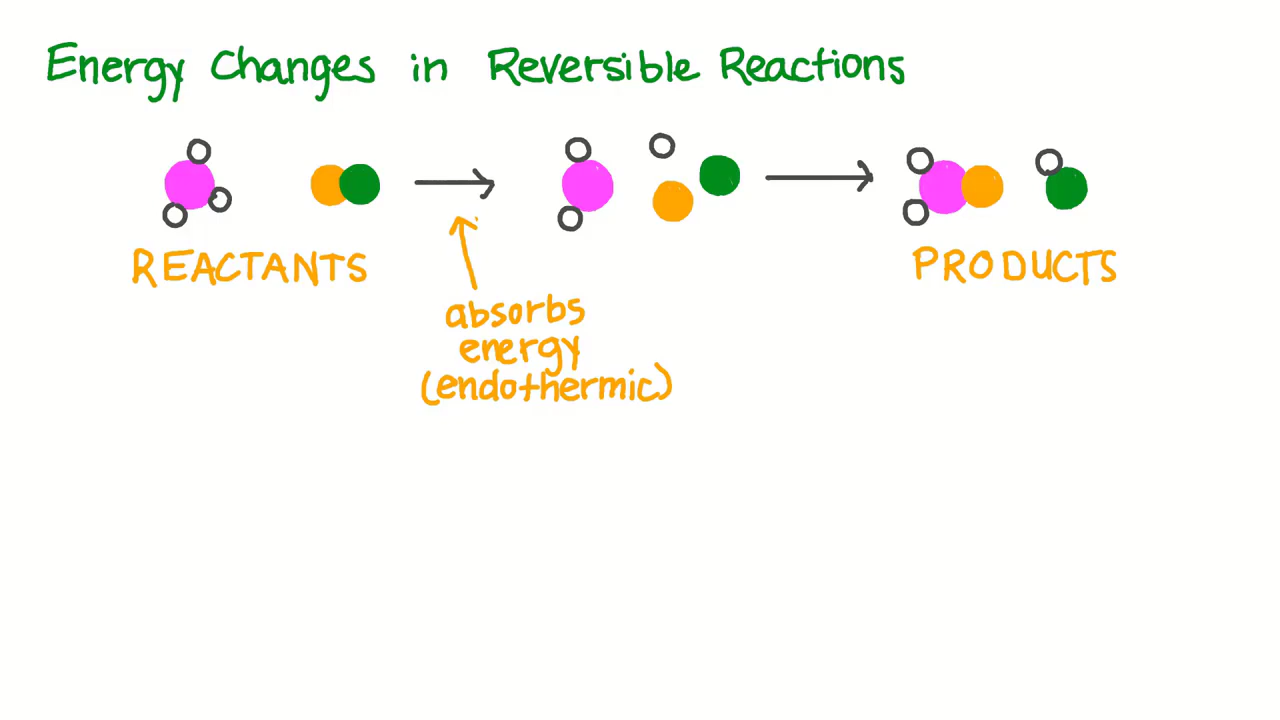 Energy Changes in Reversible Reactions
REACTANTS
PRODUCTS
absorbs
energy
(endothermic)